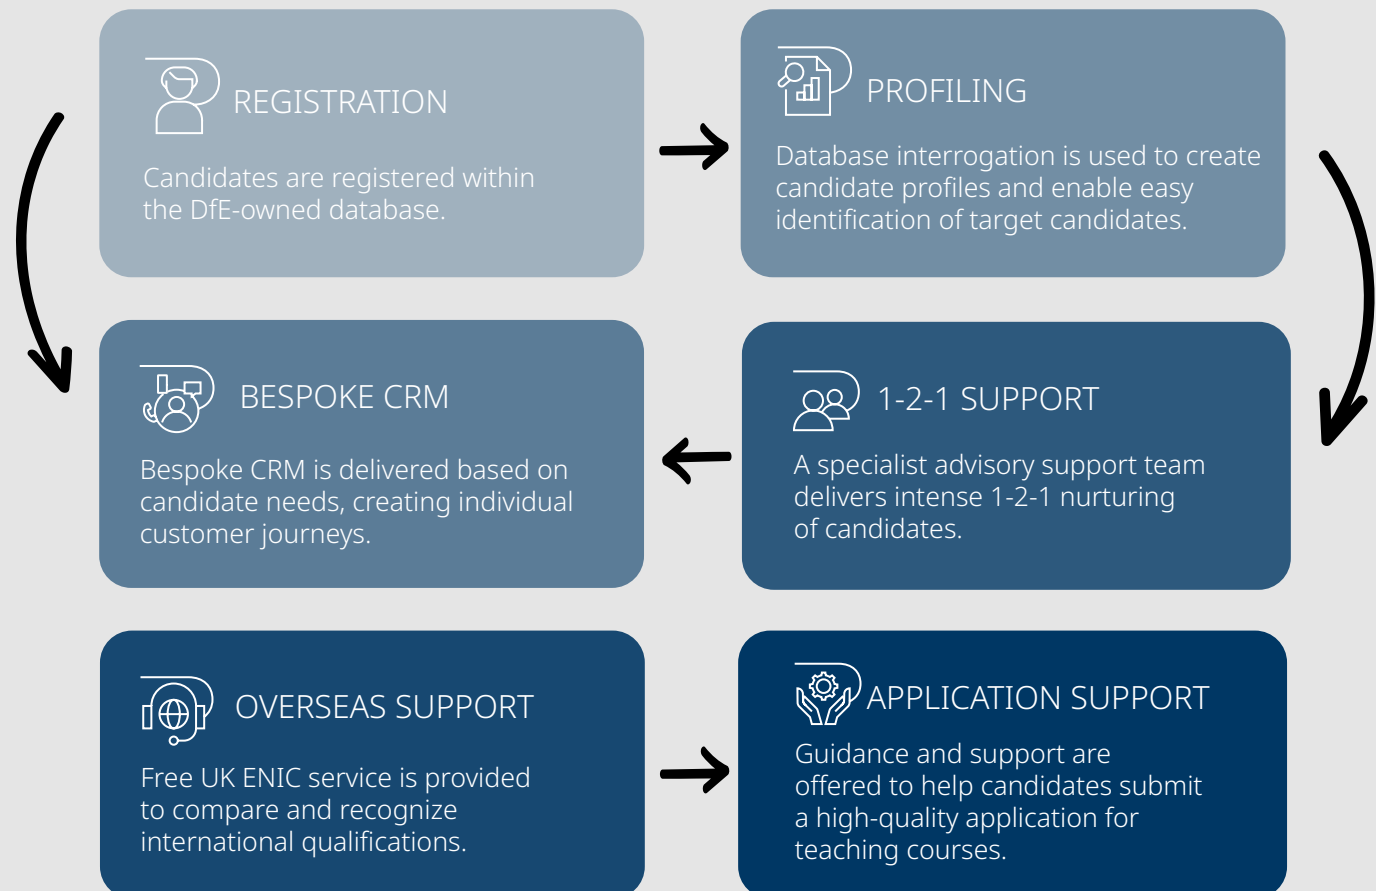 REGISTRATION
Candidates are registered within
the DfE-owned database.
PROFILING
Database interrogation is used to create
candidate profiles and enable easy
identification of target candidates.
BESPOKE CRM
Bespoke CRM is delivered based on
candidate needs, creating individual
customer journeys.
1-2-1 SUPPORT
A specialist advisory support team
delivers intense 1-2-1 nurturing
of candidates.
OVERSEAS SUPPORT
Free UK ENIC service is provided
to compare and recognize
international qualifications.
APPLICATION SUPPORT
Guidance and support are
offered to help candidates submit
a high-quality application for
teaching courses.